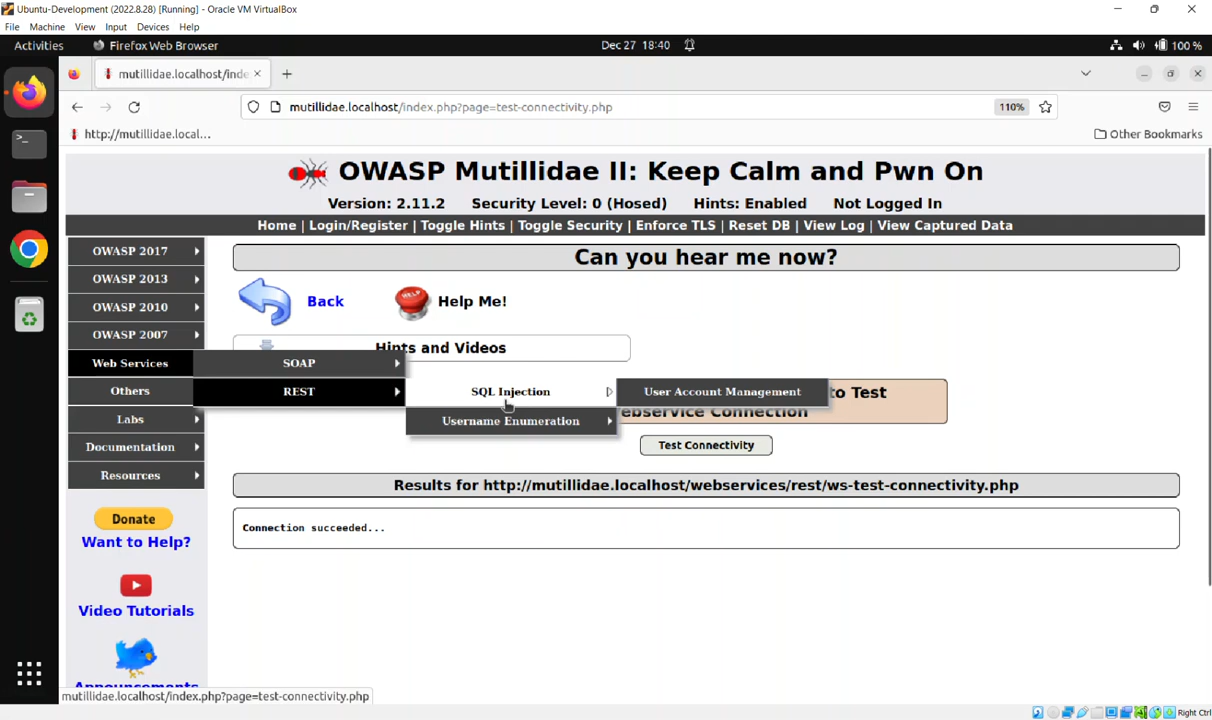 Ubuntu-Development (2022.8.28) [Running] - Oracle VM VirtualBox
File Machine View Input Devices Help
Activities Firefox Web Browser Dec 27 18:40 100 %
mutillidae.localhost/inde
mutillidae.localhost/index.php?page=test-connectivity.php 110%
http://mutillidae.local... Other Bookmarks
OWASP Mutillidae II: Keep Calm and Pwn On
Version: 2.11.2 Security Level: 0 (Hosed) Hints: Enabled Not Logged In
Home | Login/Register | Toggle Hints | Toggle Security | Enforce TLS | Reset DB | View Log | View Captured Data
OWASP 2017
OWASP 2013
OWASP 2010
OWASP 2007
Web Services
Others
Labs
Documentation
Resources
Donate
Want to Help?
Video Tutorials
Can you hear me now?
Back Help Me!
HELP
Hints and Videos
SOAP
REST
SQL Injection
Username Enumeration
User Account Management
to Test
ebservice Connection
Test Connectivity
Results for http://mutillidae.localhost/webservices/rest/ws-test-connectivity.php
Connection succeeded...
Announcements
mutillidae.localhost/index.php?page=test-connectivity.php
Right Ctrl